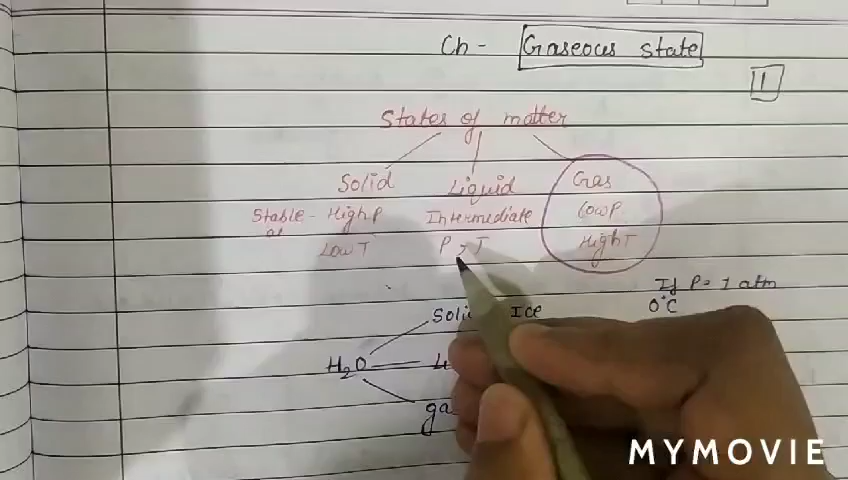 Ch - Gaseous state
1
States of matter
Solid Liquid Gas
Stable - High P Intermediate Low P
at Low T P, T High T
If P = 1 atm
0°C
Ice
H2O
MYMOVIE